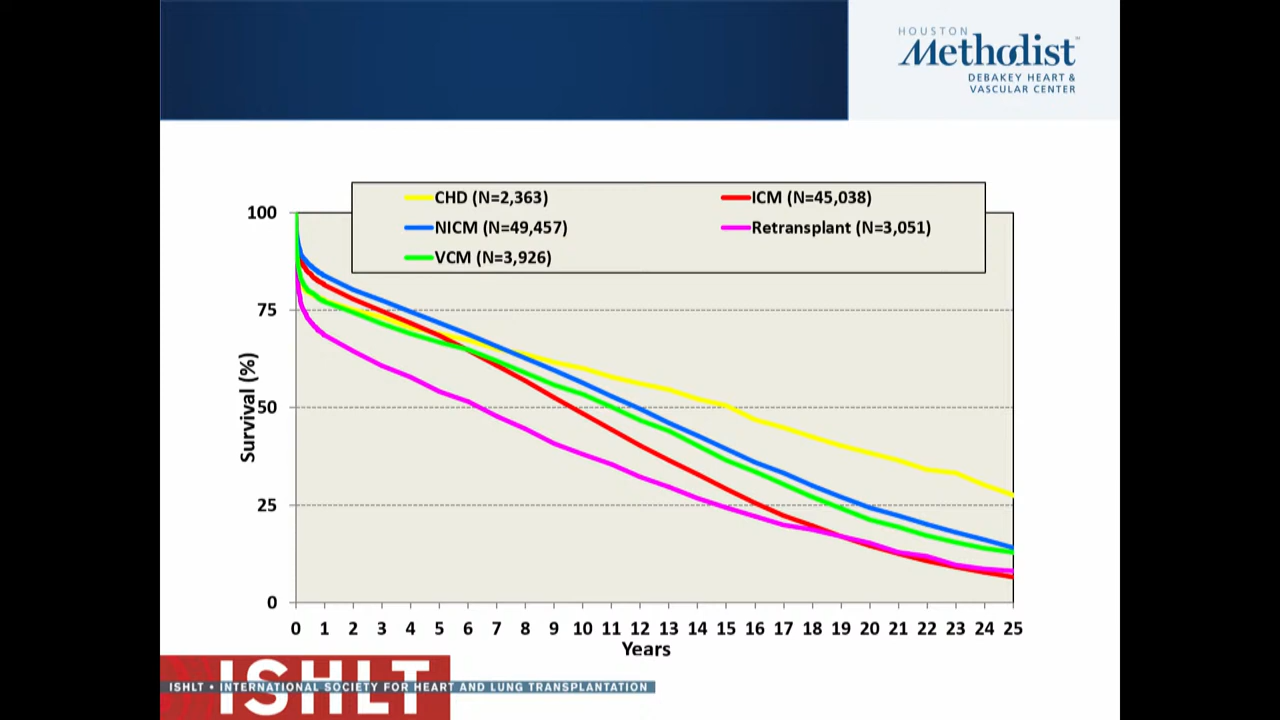 HOUSTON
Methodist
DEBAKEY HEART &
VASCULAR CENTER
CHD (N=2,363)
ICM (N=45,038)
NICM (N=49,457)
Retransplant (N=3,051)
VCM (N=3,926)
Survival (%)
100
75
50
25
0
0 1 2 3 4 5 6 7 8 9 10 11 12 13 14 15 16 17 18 19 20 21 22 23 24 25
Years
ISHLT
ISHLT • INTERNATIONAL SOCIETY FOR HEART AND LUNG TRANSPLANTATION